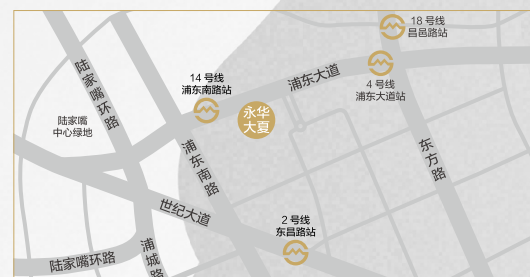 18 号线
昌邑路站
14 号线
浦东南路站
浦东大道
4 号线
浦东大道站
陆家嘴环路
永华
大厦
陆家嘴
中心绿地
浦东南路
东方路
世纪大道
2 号线
东昌路站
浦城路
陆家嘴环路